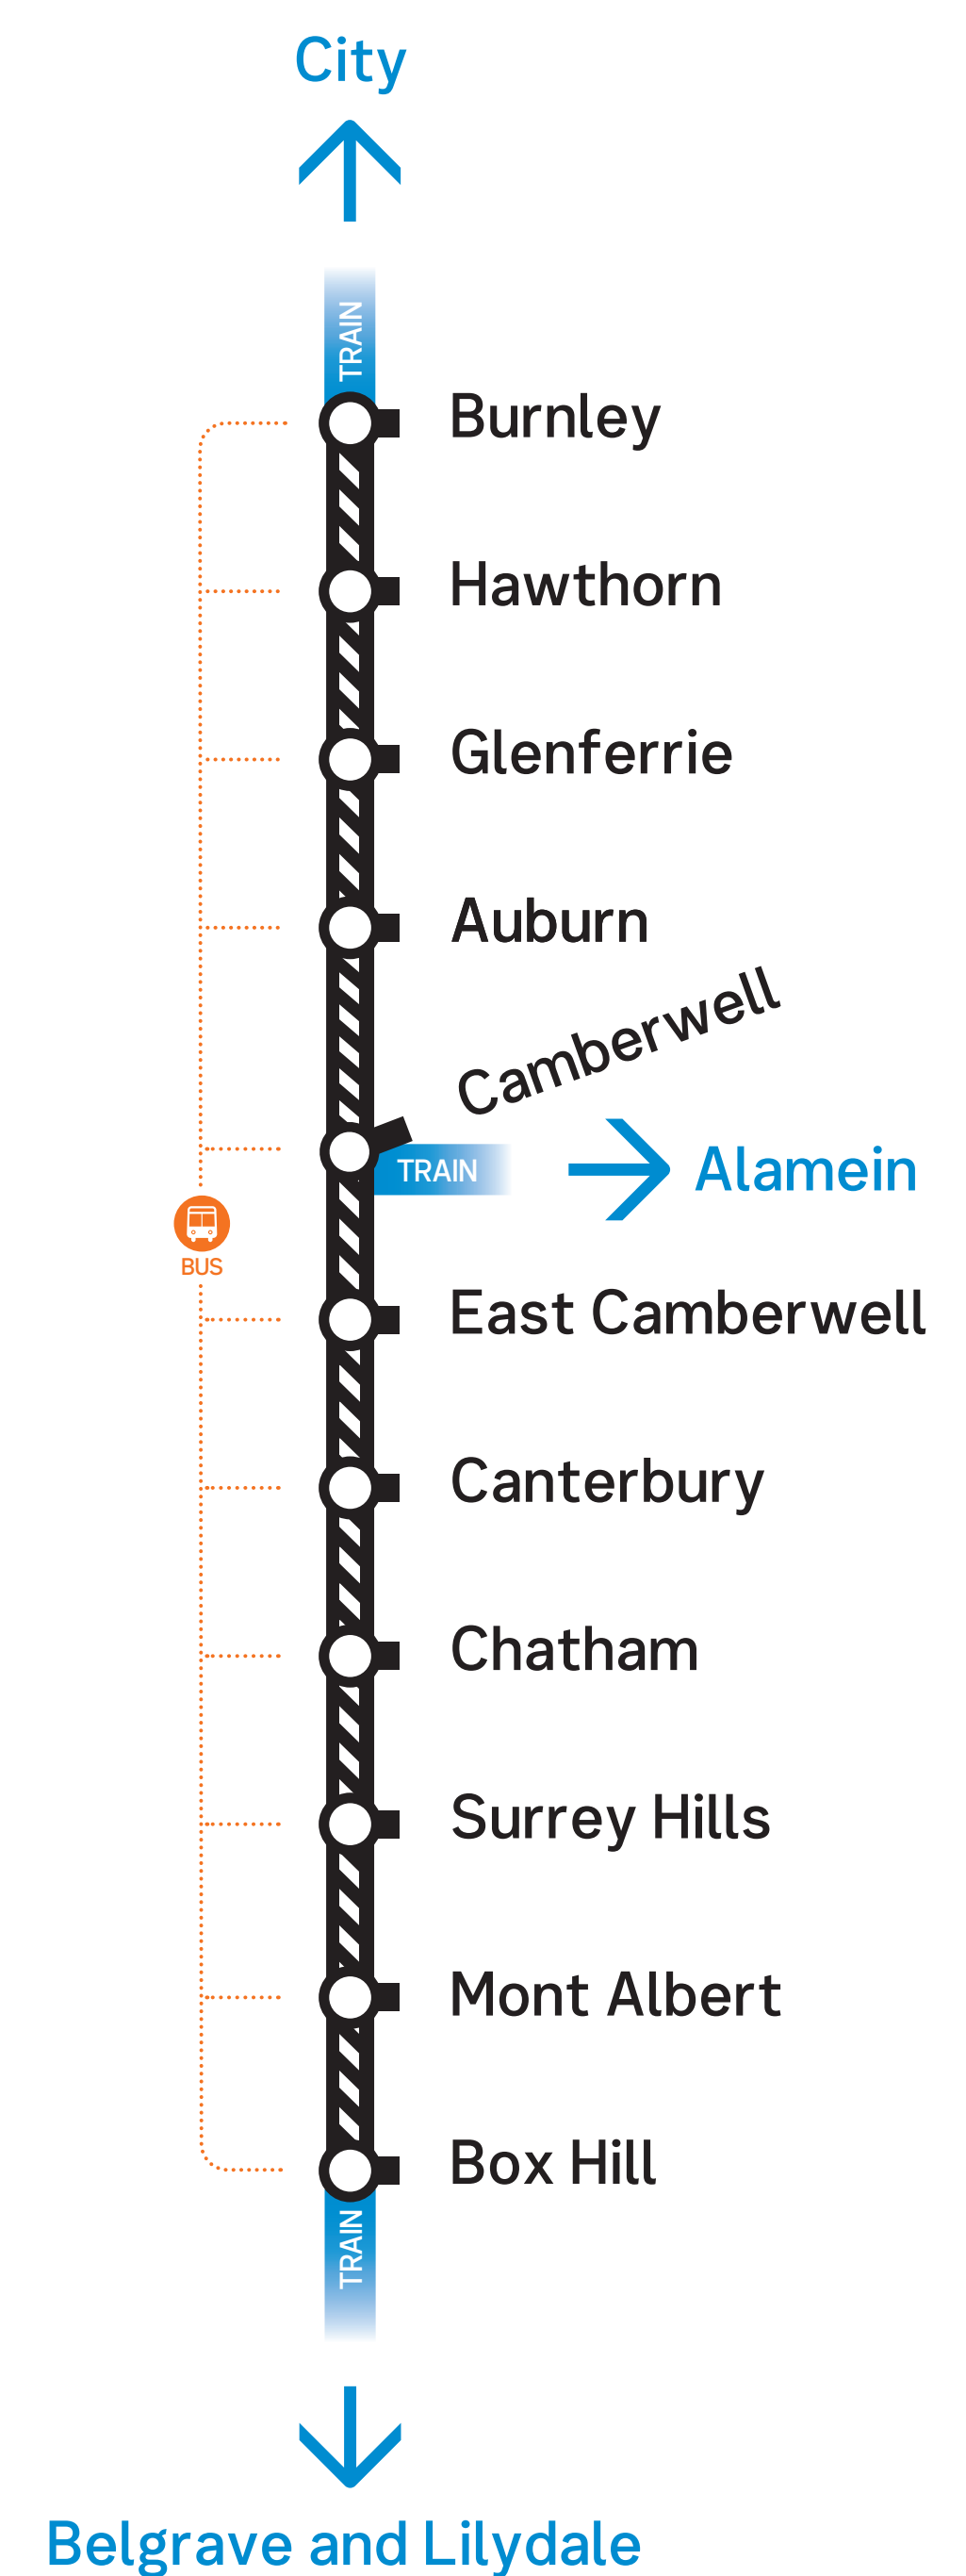 City
TRAIN
Burnley
Hawthorn
Glenferrie
Auburn
Camberwell
TRAIN
Alamein
BUS
East Camberwell
Canterbury
Chatham
Surrey Hills
Mont Albert
Box Hill
TRAIN
Belgrave and Lilydale